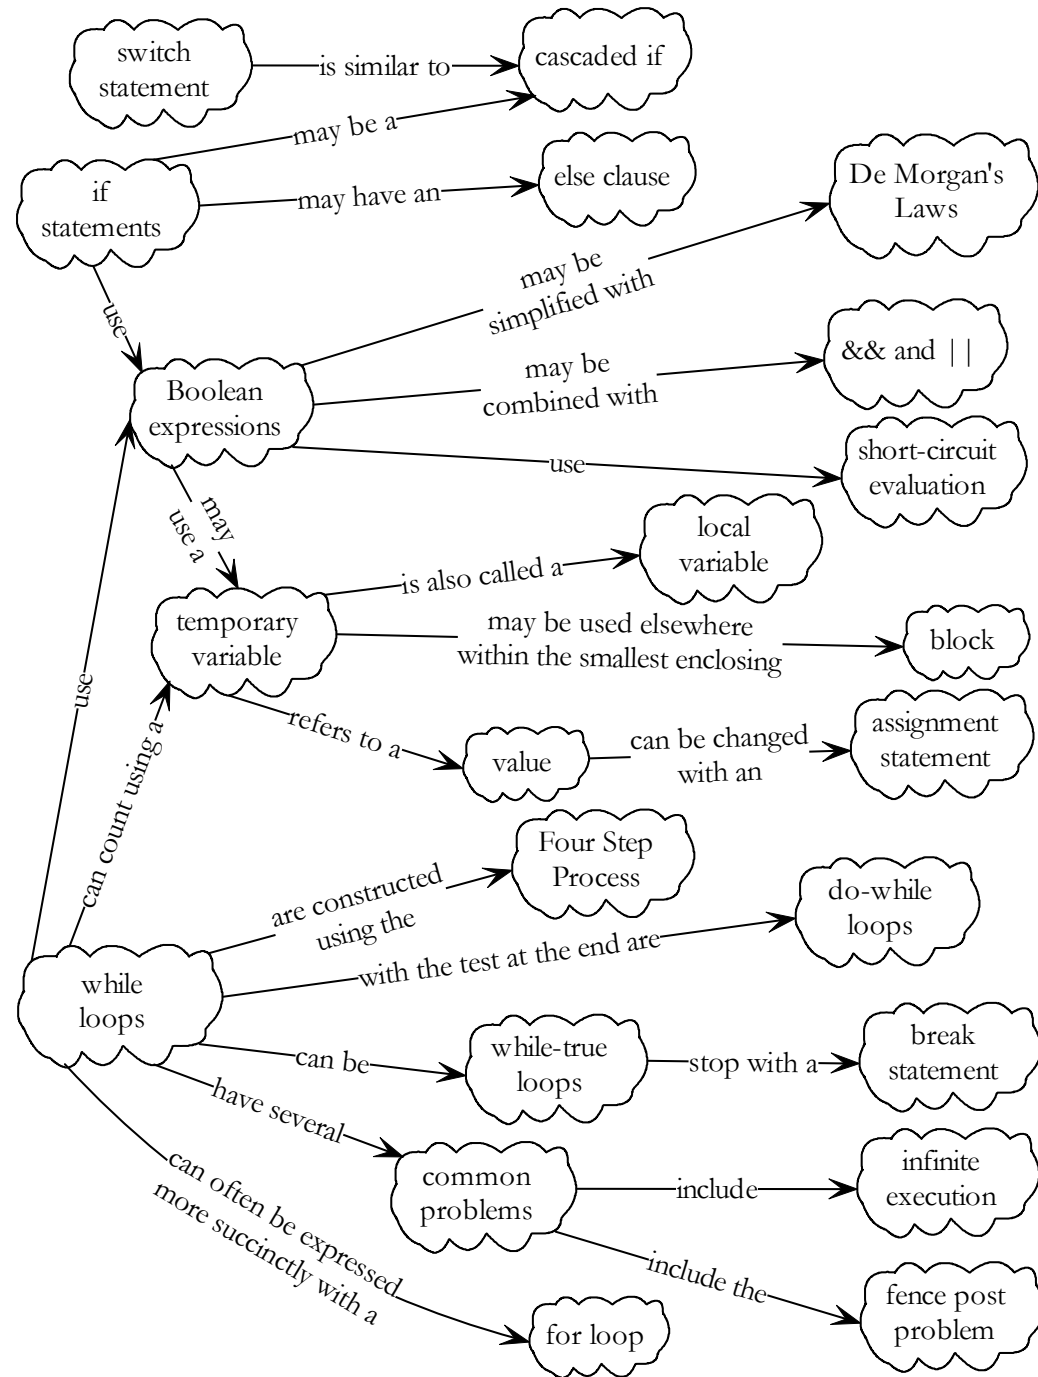 switch
statement
is similar to
cascaded if
may be a
if
statements
may have an
else clause
De Morgan's
Laws
use
may be
simplified with
Boolean
expressions
may be
combined with
&& and ||
use
short-circuit
evaluation
may
use a
local
variable
is also called a
temporary
variable
may be used elsewhere
within the smallest enclosing
block
use
can count using a
refers to a
value
can be changed
with an
assignment
statement
are constructed
using the
Four Step
Process
with the test at the end are
do-while
loops
while
loops
can be
while-true
loops
stop with a
break
statement
have several
common
problems
include
infinite
execution
include the
fence post
problem
can often be expressed
more succinctly with a
for loop